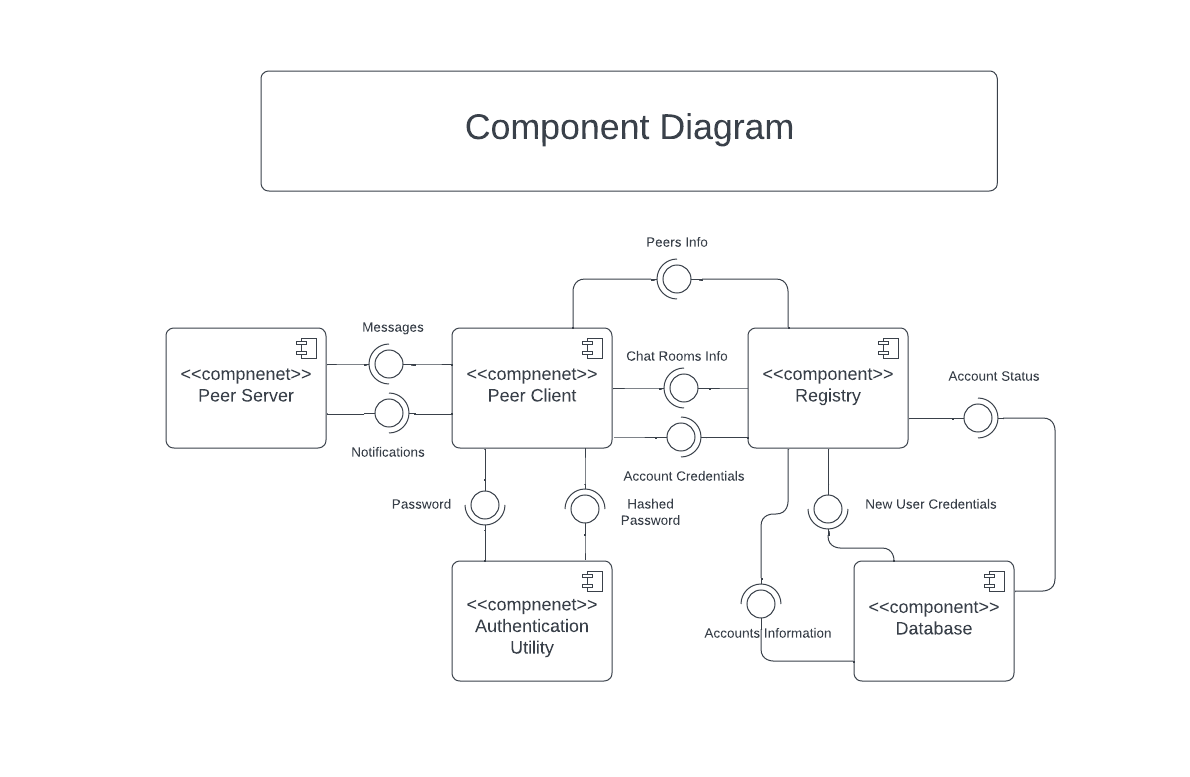 Component Diagram
Peers Info
Messages
<<compnenet>>
Peer Server
<<compnenet>>
Peer Client
Chat Rooms Info
<<component>>
Registry
Account Status
Notifications
Account Credentials
Password
Hashed
Password
New User Credentials
<<compnenet>>
Authentication
Utility
Accounts Information
<<component>>
Database